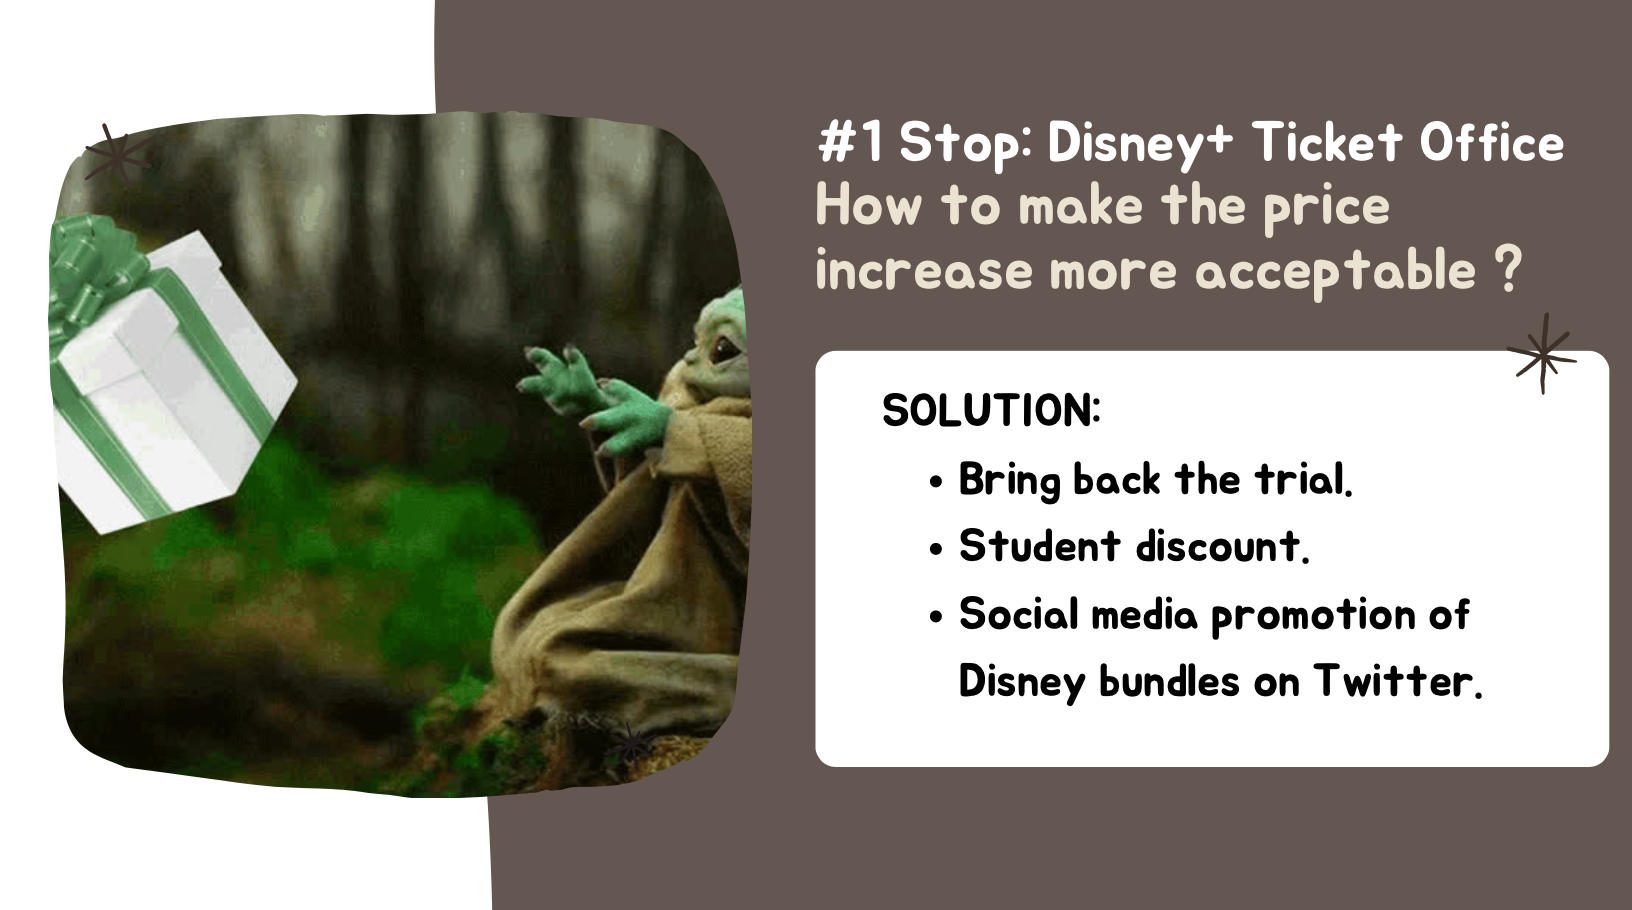 #1 Stop: Disney+ Ticket Office
How to make the price
increase more acceptable ?
SOLUTION:
• Bring back the trial.
• Student discount.
• Social media promotion of
Disney bundles on Twitter.